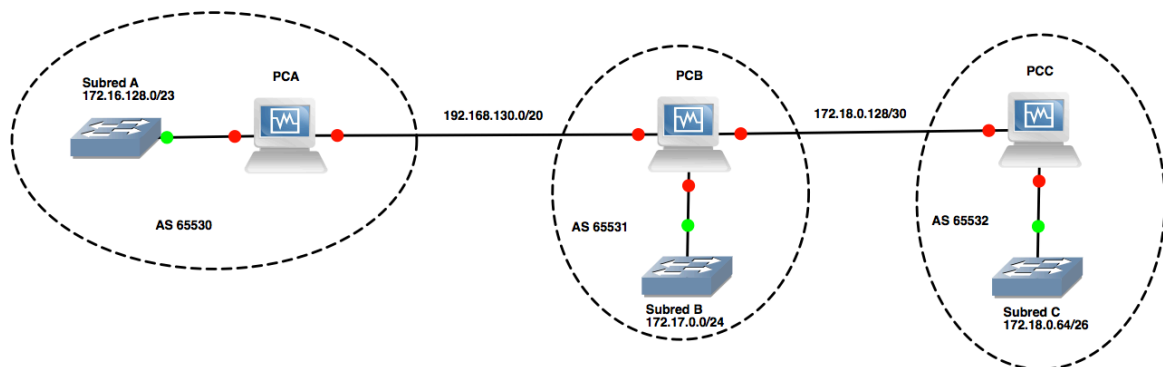 Subred A
172.16.128.0/23
PCA
AS 65530
192.168.130.0/20
PCB
AS 65531
Subred B
172.17.0.0/24
172.18.0.128/30
PCC
AS 65532
Subred C
172.18.0.64/26